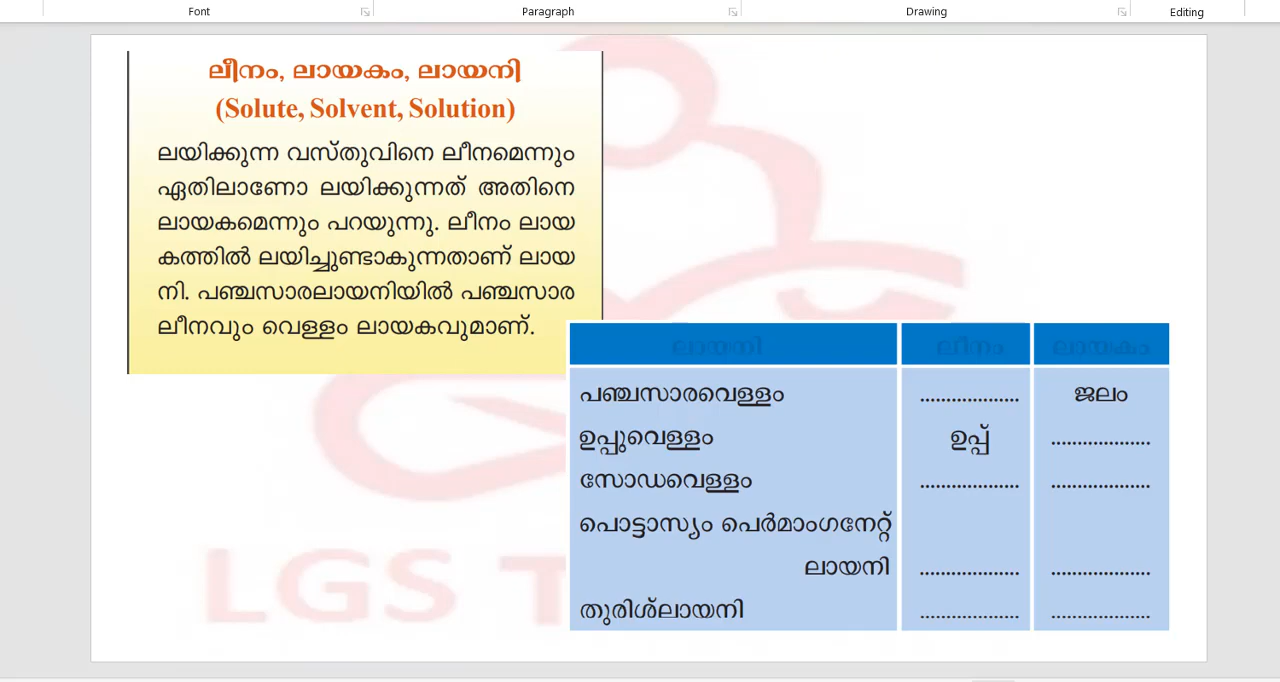 Font Paragraph Drawing Editing
ലീനം, ലായകം, ലായനി
(Solute, Solvent, Solution)
ലയിക്കുന്ന വസ്തുവിനെ ലീനമെന്നും
ഏതിലാണോ ലയിക്കുന്നത് അതിനെ
ലായകമെന്നും പറയുന്നു. ലീനം ലായ
കത്തിൽ ലയിച്ചുണ്ടാകുന്നതാണ് ലായ
നി. പഞ്ചസാരലായനിയിൽ പഞ്ചസാര
ലീനവും വെള്ളം ലായകവുമാണ്.
ലായനി ലീനം ലായകം
പഞ്ചസാരവെള്ളം ................... ജലം
ഉപ്പുവെള്ളം ഉപ്പ് ...................
സോഡവെള്ളം ................... ...................
പൊട്ടാസ്യം പെർമാംഗനേറ്റ്
ലായനി ................... ...................
തുരിശ്‌ലായനി ................... ...................
LGS T